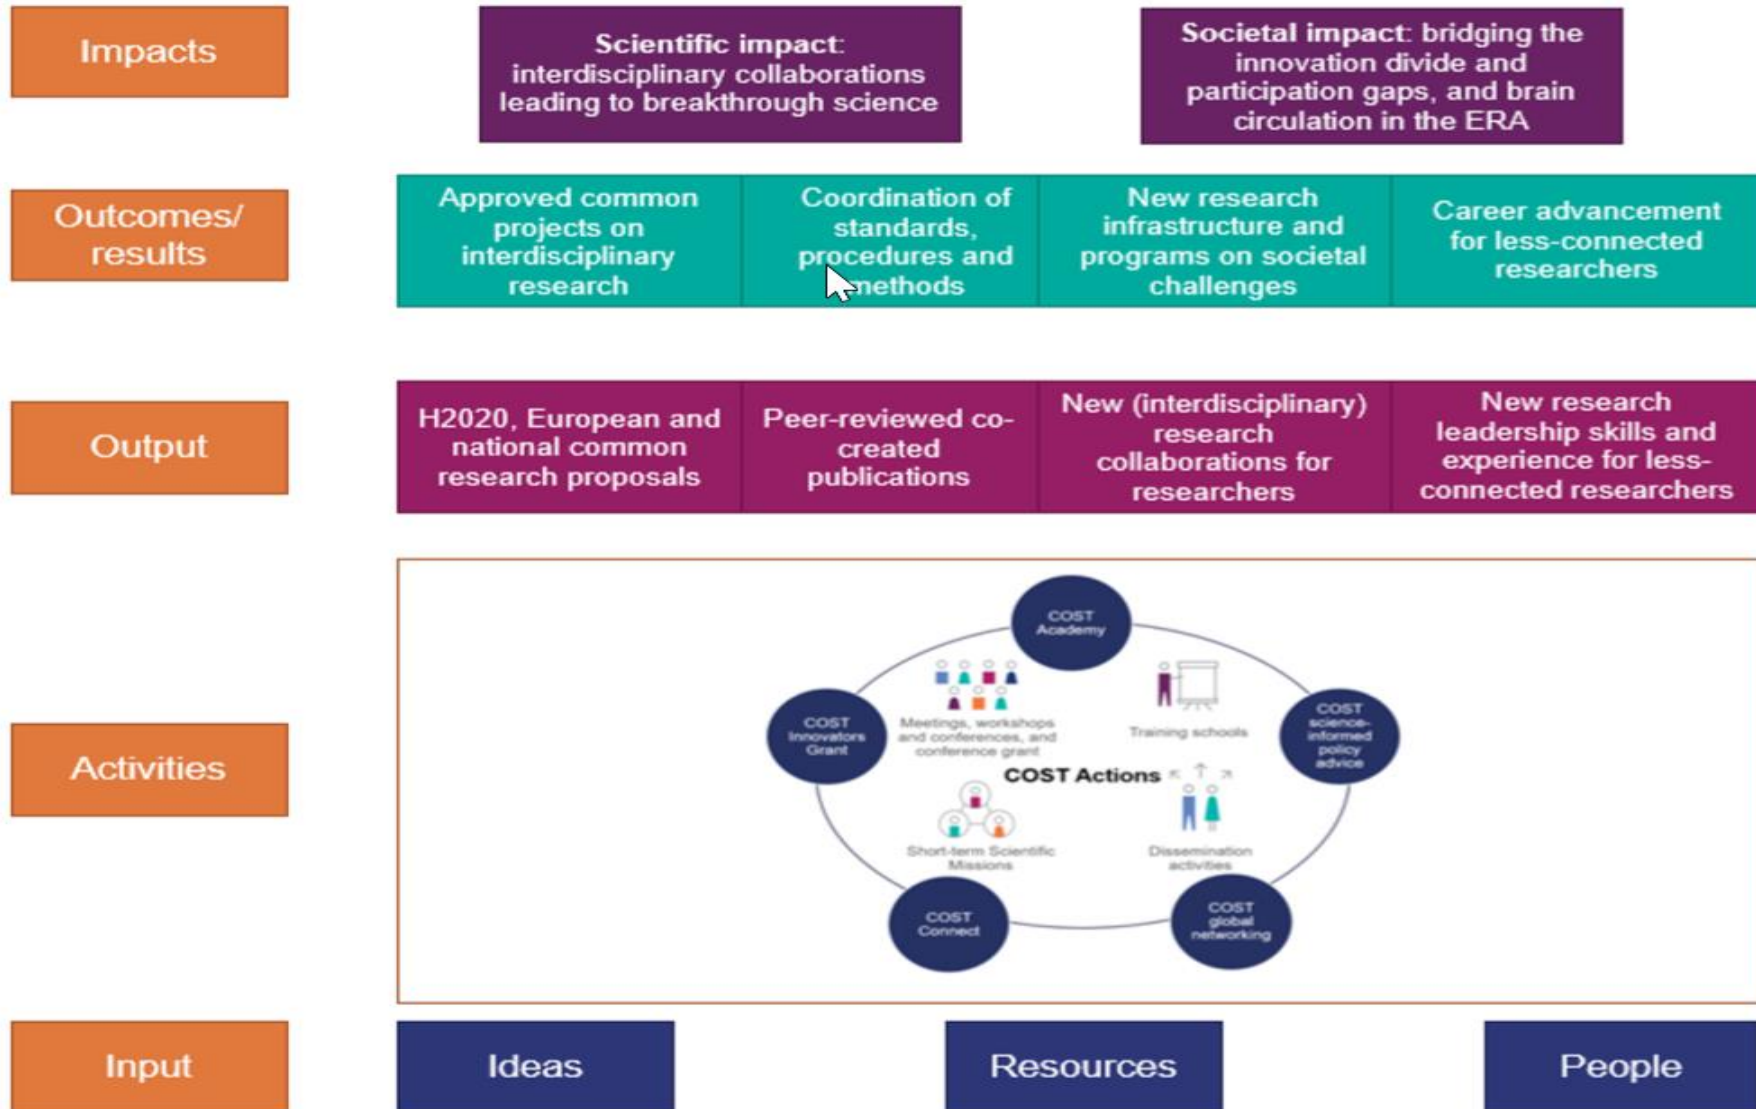 Impacts
Scientific impact:
interdisciplinary collaborations
leading to breakthrough science
Societal impact: bridging the
innovation divide and
participation gaps, and brain
circulation in the ERA
Outcomes/
results
Approved common
projects on
interdisciplinary
research
Coordination of
standards,
procedures and
methods
New research
infrastructure and
programs on societal
challenges
Career advancement
for less-connected
researchers
Output
H2020, European and
national common
research proposals
Peer-reviewed co-
created
publications
New (interdisciplinary)
research
collaborations for
researchers
New research
leadership skills and
experience for less-
connected researchers
Activities
COST
Academy
COST
Innovators
Grant
Meetings, workshops
and conferences, and
conference grant
Training schools
COST
science-
informed
policy
advice
COST Actions
Short-term Scientific
Missions
Dissemination
activities
COST
Connect
COST
global
networking
Input
Ideas
Resources
People